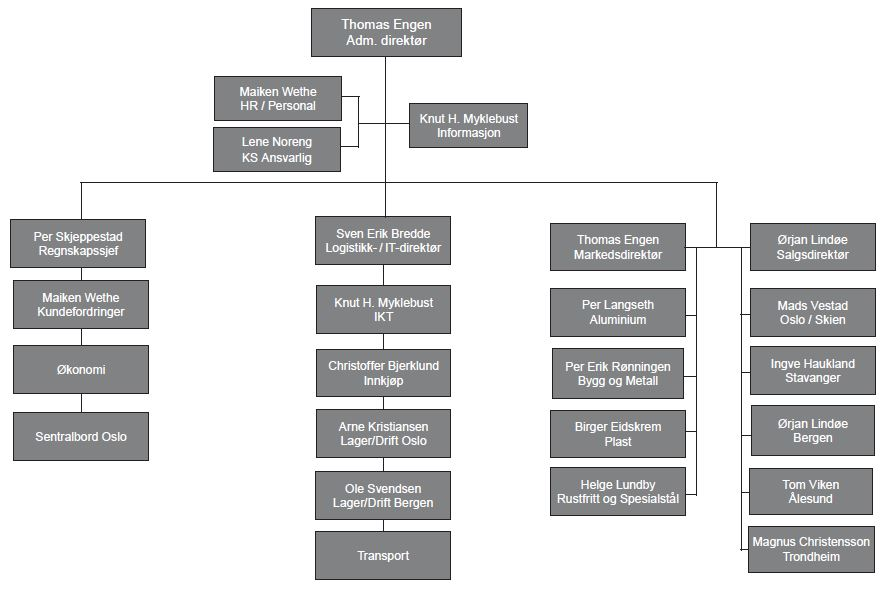 Thomas Engen
Adm. direktør
Maiken Wethe
HR / Personal
Knut H. Myklebust
Informasjon
Lene Noreng
KS Ansvarlig
Per Skjeppestad
Regnskapssjef
Maiken Wethe
Kundefordringer
Økonomi
Sentralbord Oslo
Sven Erik Bredde
Logistikk- / IT-direktør
Knut H. Myklebust
IKT
Christoffer Bjerklund
Innkjøp
Arne Kristiansen
Lager/Drift Oslo
Ole Svendsen
Lager/Drift Bergen
Transport
Thomas Engen
Markedsdirektør
Per Langseth
Aluminium
Per Erik Rønningen
Bygg og Metall
Birger Eidskrem
Plast
Helge Lundby
Rustfritt og Spesialstål
Ørjan Lindøe
Salgsdirektør
Mads Vestad
Oslo / Skien
Ingve Haukland
Stavanger
Ørjan Lindøe
Bergen
Tom Viken
Ålesund
Magnus Christensson
Trondheim